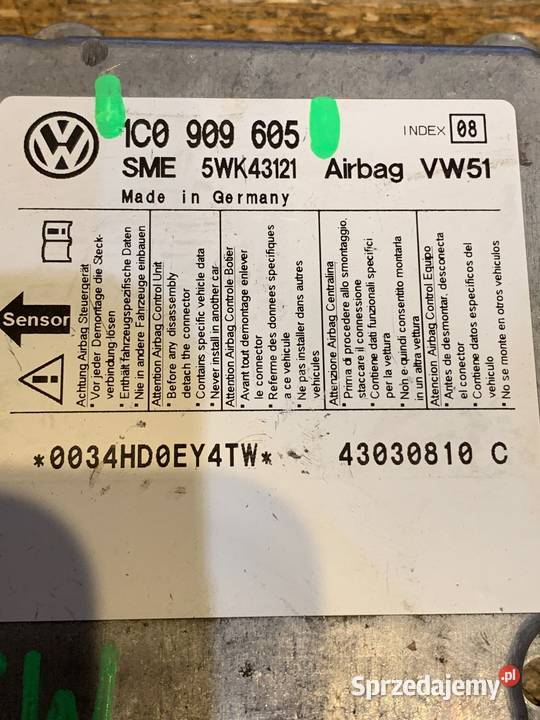 1C0 909 605
INDEX 08
SME 5WK43121 Airbag VW51
Made in Germany
Sensor
Achtung Airbag Steuergerät
* Vor jeder Demontage die Steck-
verbindung lösen
* Enthält fahrzeugspezifische Daten
* Nie in andere Fahrzeuge einbauen
Attention Airbag Control Unit
* Before any disassembly
detach the connector
* Contains specific vehicle data
* Never install in another car
Attention Airbag Controle Boîtier
* Avant tout demontage enlever
le connector
* Referme des donnees specifiques
a ce vehicule
* Ne pas installer dans autres
vehicules
Attenzione Airbag Centralina
* Prima di procedere allo smontaggio,
staccare il connessione
* Contiene dati funzionali specifici
per la vettura
* Non e quindi consentito montarla
in un altra vettura
Atencion Airbag Control Equipo
* Antes de desmontar, desconecta
el conector
* Contiene datos especificos del
vehiculo
* No se monte en otros vehiculos
*0034HD0EY4TW* 43030810 C
Sprzedajemy.pl